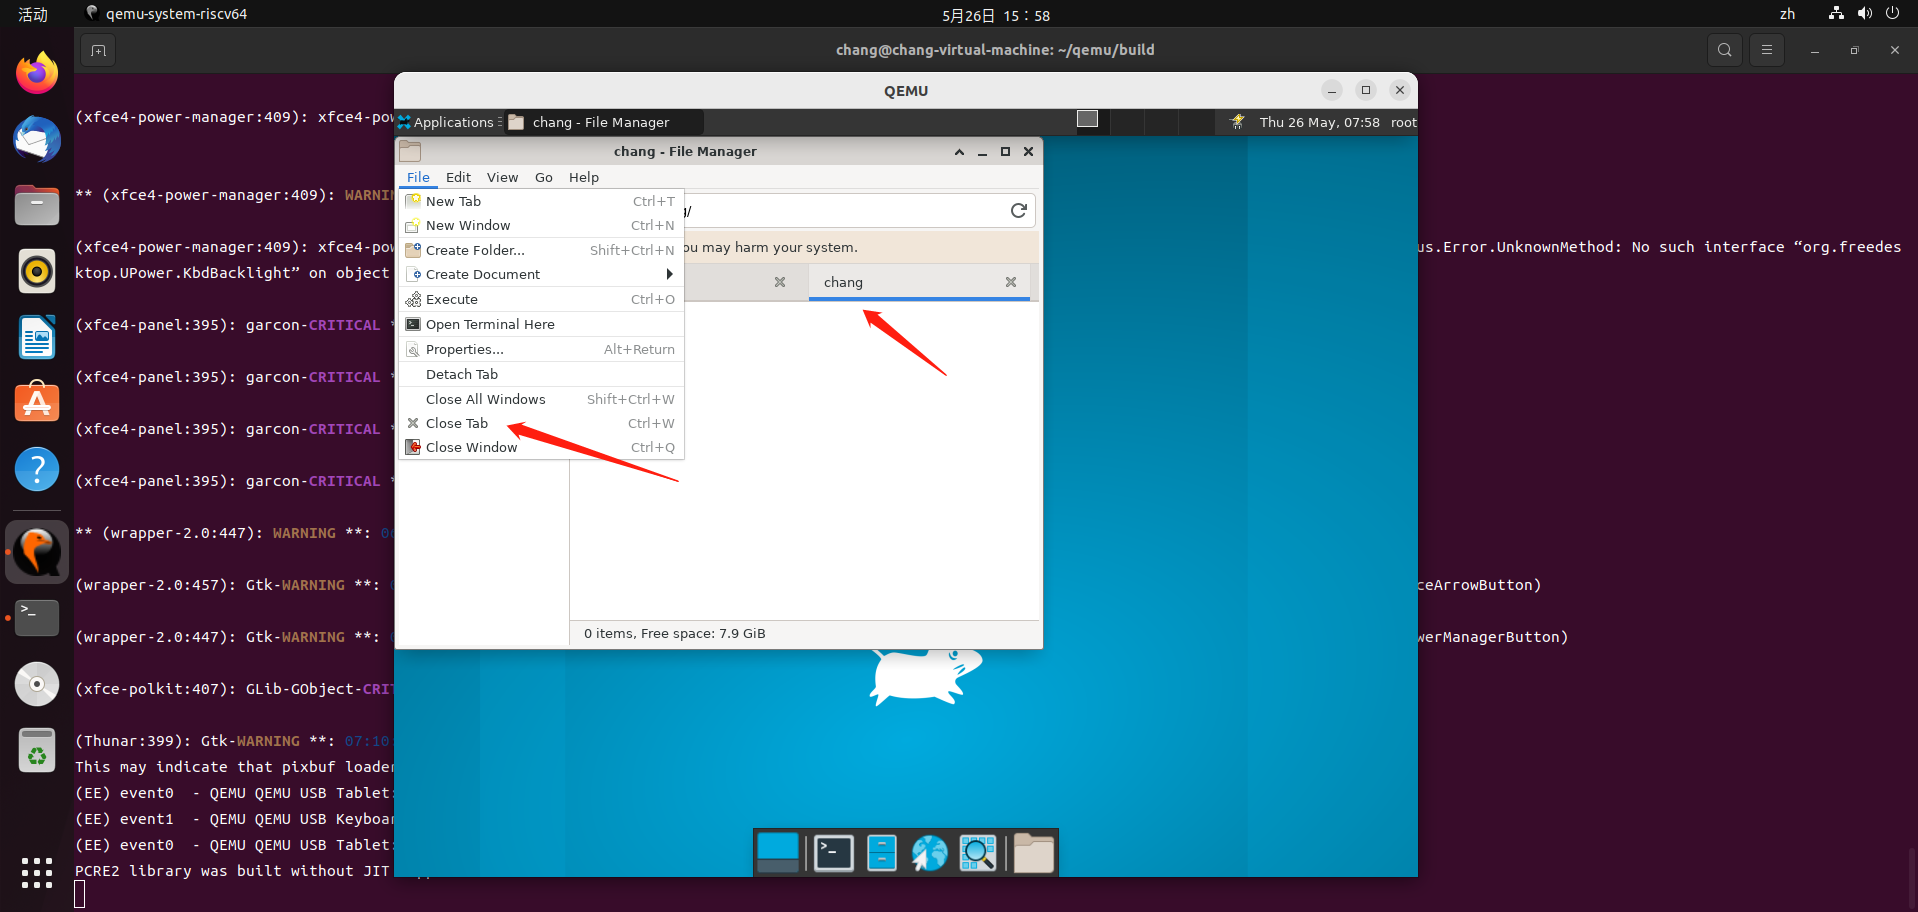 活动
qemu-system-riscv64
5月26日 15：58
zh
chang@chang-virtual-machine: ~/qemu/build
QEMU
Applications
chang - File Manager
Thu 26 May, 07:58
root
chang - File Manager
File Edit View Go Help
New Tab Ctrl+T
New Window Ctrl+N
Create Folder... Shift+Ctrl+N
Create Document
Execute Ctrl+O
Open Terminal Here
Properties... Alt+Return
Detach Tab
Close All Windows Shift+Ctrl+W
Close Tab Ctrl+W
Close Window Ctrl+Q
/
you may harm your system.
chang
0 items, Free space: 7.9 GiB
(xfce4-power-manager:409): xfce4-po
** (xfce4-power-manager:409): WARN
(xfce4-power-manager:409): xfce4-po us.Error.UnknownMethod: No such interface “org.freedes
ktop.UPower.KbdBacklight” on object
(xfce4-panel:395): garcon-CRITICAL *
(xfce4-panel:395): garcon-CRITICAL *
(xfce4-panel:395): garcon-CRITICAL *
(xfce4-panel:395): garcon-CRITICAL *
** (wrapper-2.0:447): WARNING **:
(wrapper-2.0:457): Gtk-WARNING **: ceArrowButton)
(wrapper-2.0:447): Gtk-WARNING **: werManagerButton)
(xfce-polkit:407): GLib-GObject-CRIT
(Thunar:399): Gtk-WARNING **: 07:10:
This may indicate that pixbuf loader
(EE) event0  - QEMU QEMU USB Tablet:
(EE) event1  - QEMU QEMU USB Keyboar
(EE) event0  - QEMU QEMU USB Tablet:
PCRE2 library was built without JIT